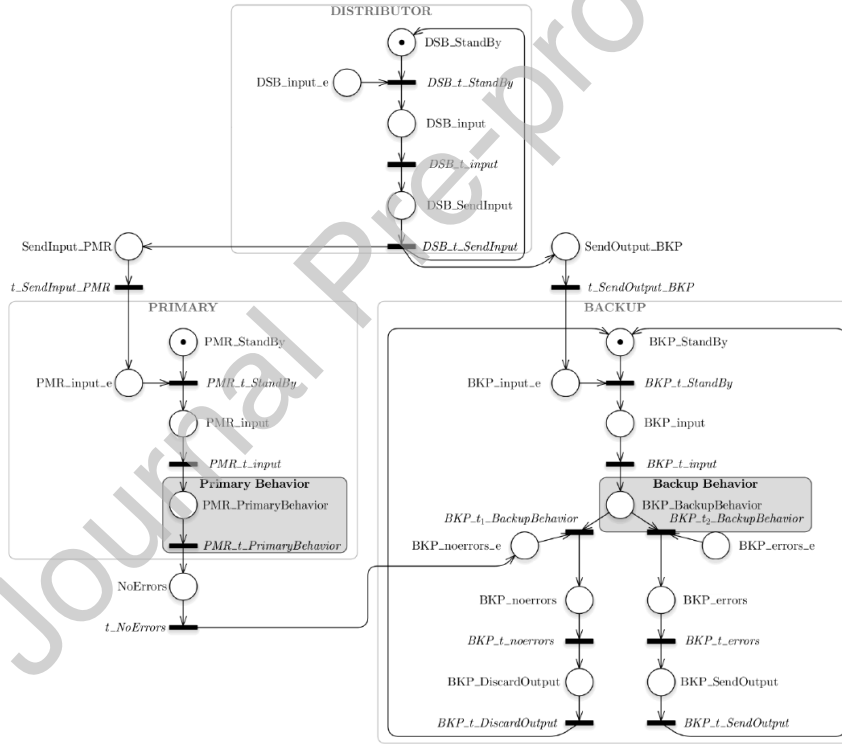 DISTRIBUTOR
DSB_StandBy
DSB_input_e
DSB_t_StandBy
DSB_input
DSB_t_input
DSB_SendInput
SendInput_PMR
DSB_t_SendInput
SendOutput_BKP
t_SendInput_PMR
t_SendOutput_BKP
PRIMARY
BACKUP
PMR_StandBy
BKP_StandBy
PMR_input_e
PMR_t_StandBy
BKP_input_e
BKP_t_StandBy
PMR_input
BKP_input
PMR_t_input
BKP_t_input
Primary Behavior
Backup Behavior
PMR_PrimaryBehavior
BKP_BackupBehavior
BKP_t₁_BackupBehavior
BKP_t₂_BackupBehavior
PMR_t_PrimaryBehavior
BKP_noerrors_e
BKP_errors_e
NoErrors
BKP_noerrors
BKP_errors
t_NoErrors
BKP_t_noerrors
BKP_t_errors
BKP_DiscardOutput
BKP_SendOutput
BKP_t_DiscardOutput
BKP_t_SendOutput
Journal Pre-pro